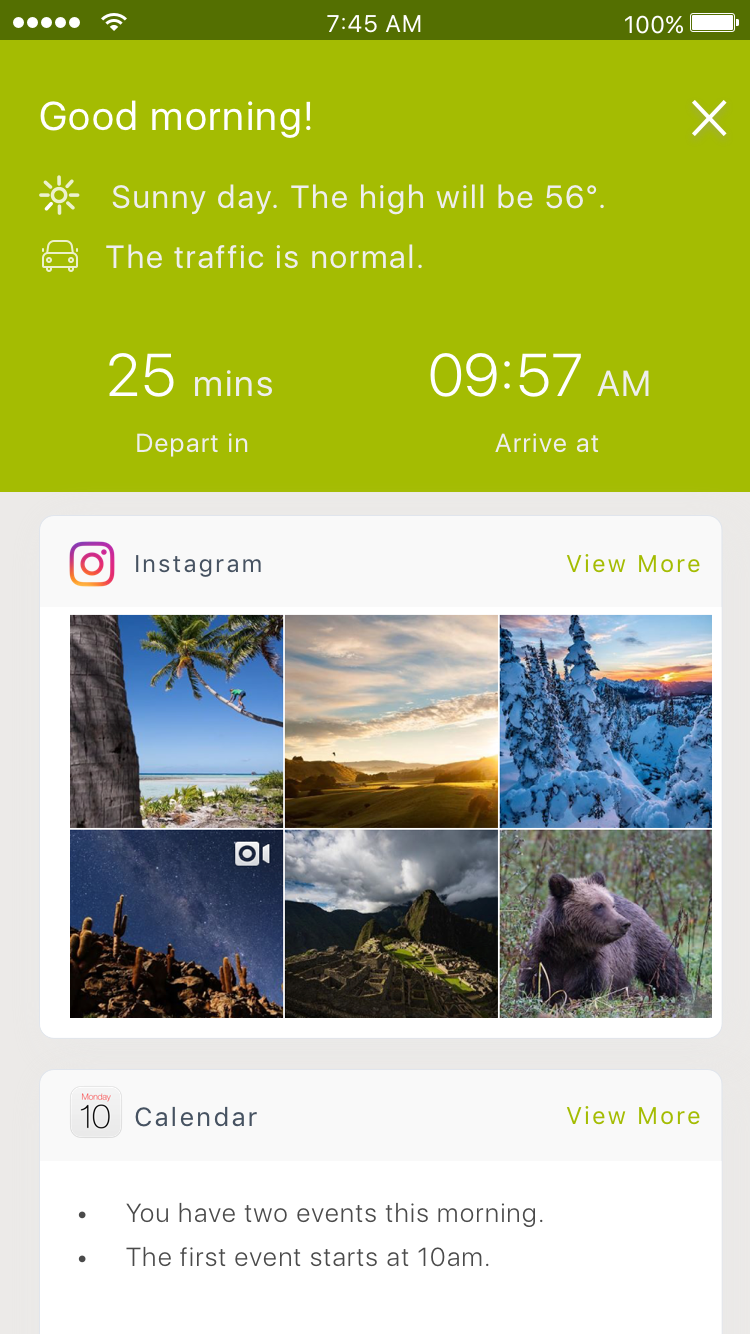 7:45 AM 100%
Good morning!
Sunny day. The high will be 56°.
The traffic is normal.
25 mins 09:57 AM
Depart in Arrive at
Instagram View More
Monday
10
Calendar View More
• You have two events this morning.
• The first event starts at 10am.